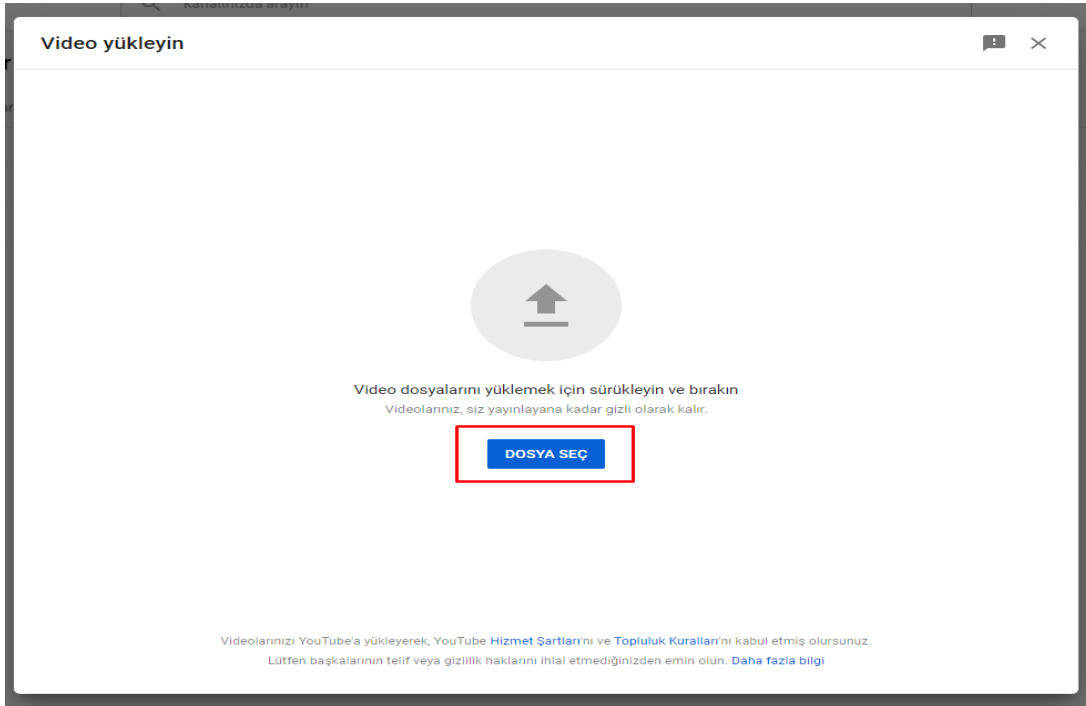 Kanalınızda arayın
Video yükleyin
Video dosyalarını yüklemek için sürükleyin ve bırakın
Videolarınız, siz yayınlayana kadar gizli olarak kalır.
DOSYA SEÇ
Videolarınızı YouTube'a yükleyerek, YouTube Hizmet Şartları'nı ve Topluluk Kuralları'nı kabul etmiş olursunuz.
Lütfen başkalarının telif veya gizlilik haklarını ihlal etmediğinizden emin olun. Daha fazla bilgi